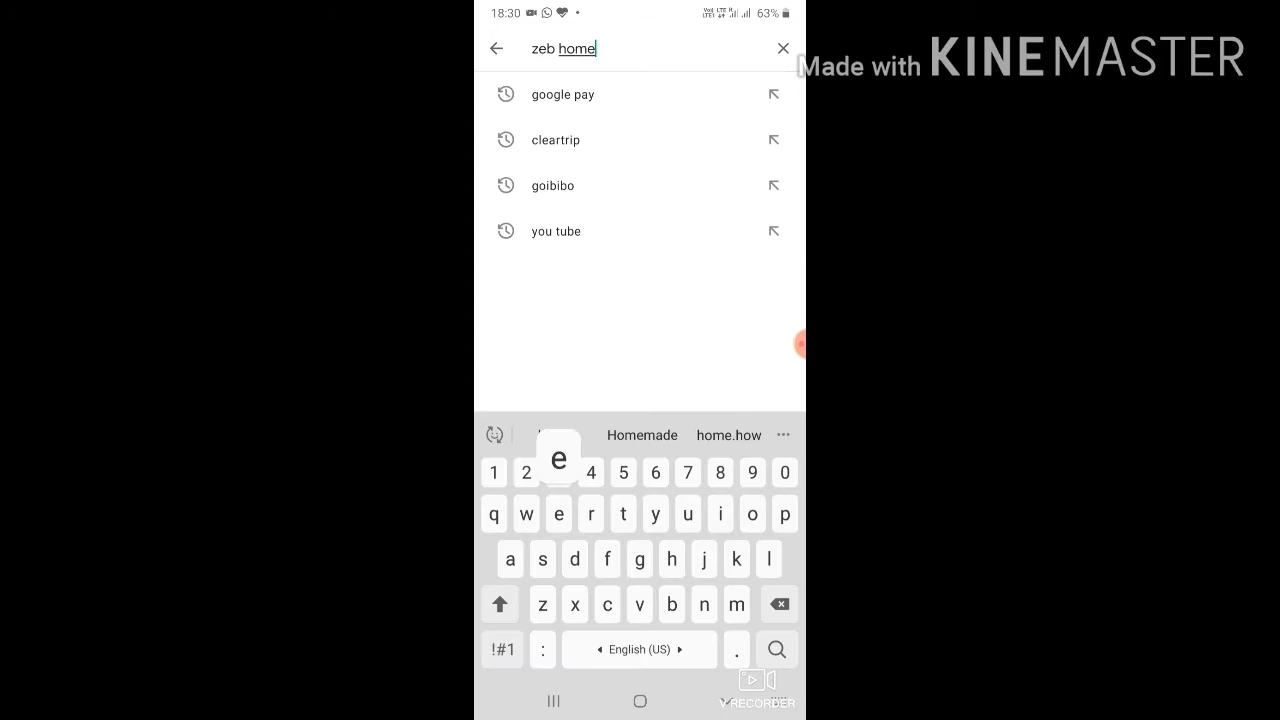 18:30 63%
zeb home
Made with KINEMASTER
google pay
cleartrip
goibibo
you tube
Homemade home.how
e
1 2 4 5 6 7 8 9 0
q w e r t y u i o p
a s d f g h j k l
z x c v b n m
!#1 : English (US) .
V RECORDER